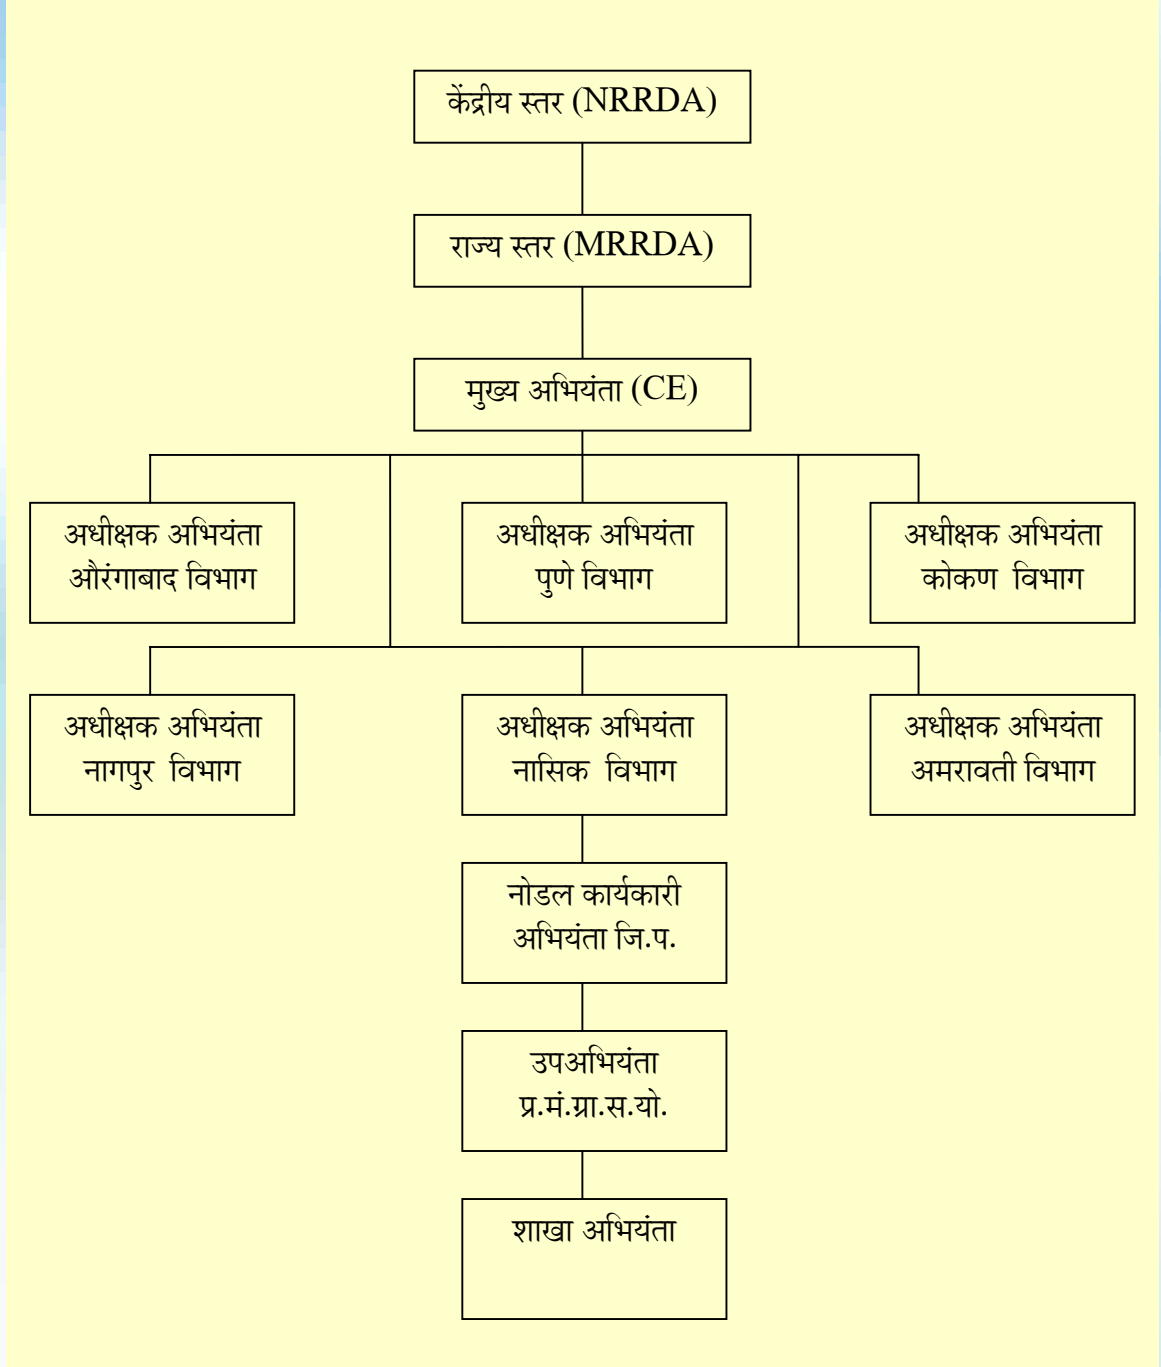 केंद्रीय स्तर (NRRDA)
राज्य स्तर (MRRDA)
मुख्य अभियंता (CE)
अधीक्षक अभियंता
औरंगाबाद विभाग
अधीक्षक अभियंता
पुणे विभाग
अधीक्षक अभियंता
कोकण विभाग
अधीक्षक अभियंता
नागपुर विभाग
अधीक्षक अभियंता
नासिक विभाग
अधीक्षक अभियंता
अमरावती विभाग
नोडल कार्यकारी
अभियंता जि.प.
उपअभियंता
प्र.मं.ग्रा.स.यो.
शाखा अभियंता